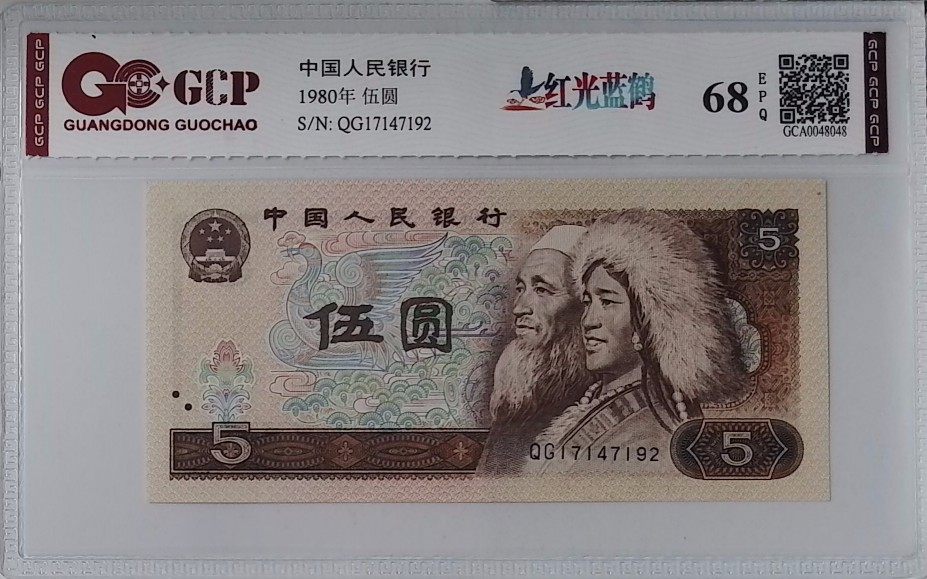 GCP GCP GCP
GCP
GUANGDONG GUOCHAO
中国人民银行
1980年 伍圆
S/N: QG17147192
红光蓝鹤
68
EPQ
GCA0048048
GCP GCP GCP
中国人民银行
5
伍圆
5
QG17147192
5